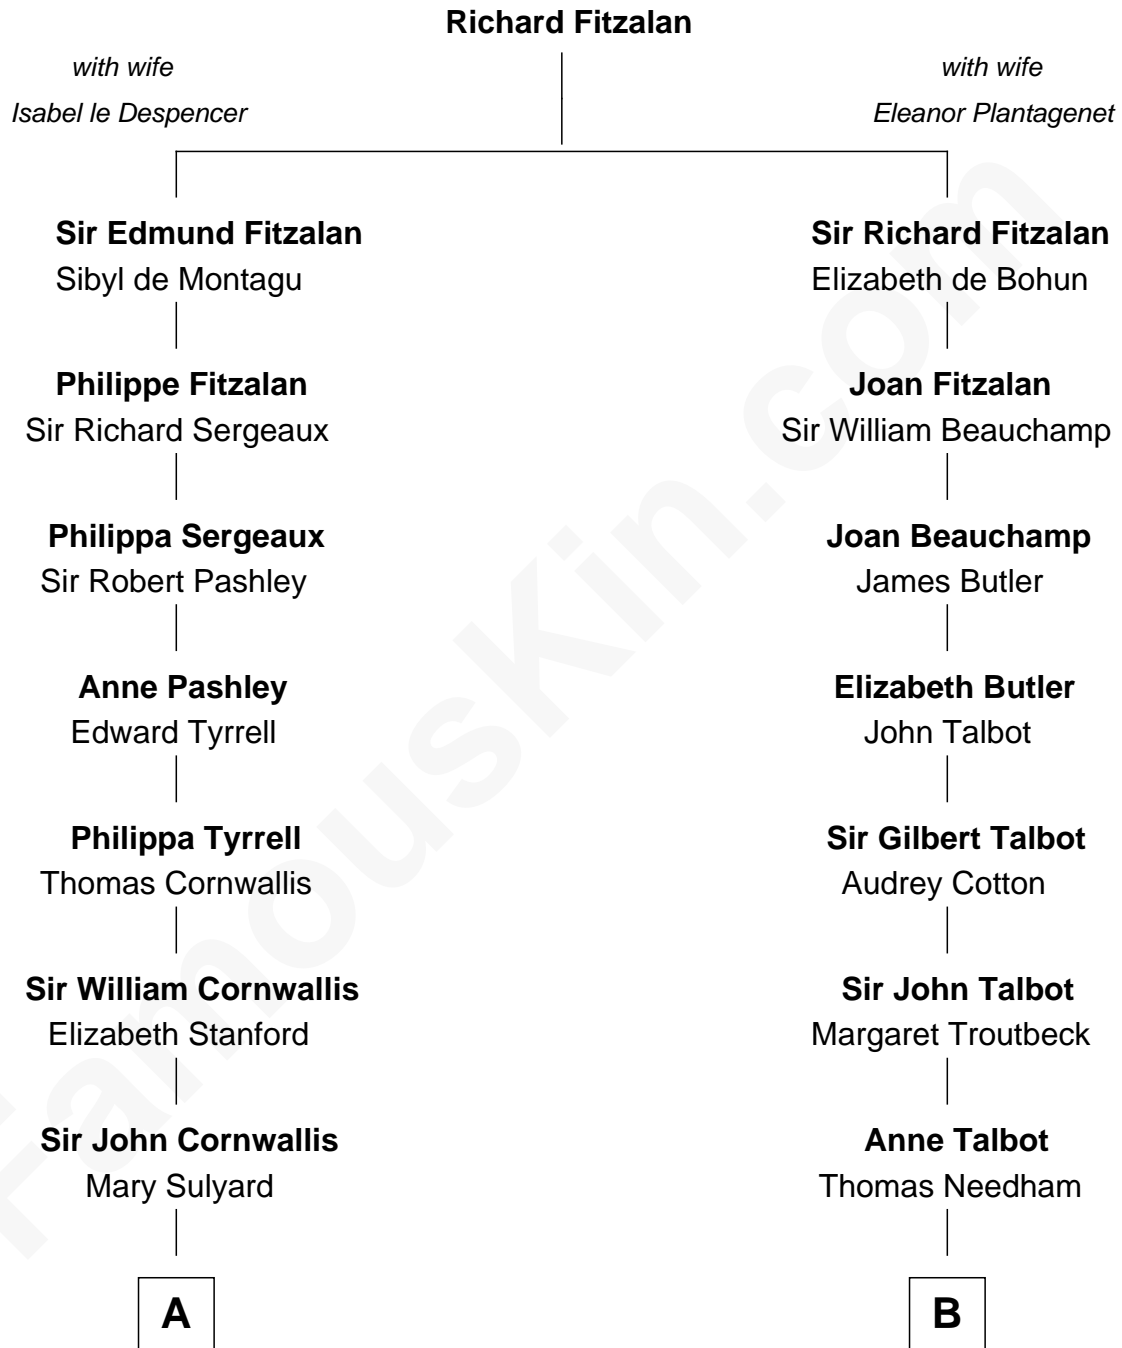 Richard Fitzalan
with wife
Isabel le Despencer
with wife
Eleanor Plantagenet
Sir Edmund Fitzalan
Sibyl de Montagu
Sir Richard Fitzalan
Elizabeth de Bohun
Philippe Fitzalan
Sir Richard Sergeaux
Joan Fitzalan
Sir William Beauchamp
Philippa Sergeaux
Sir Robert Pashley
Joan Beauchamp
James Butler
Anne Pashley
Edward Tyrrell
Elizabeth Butler
John Talbot
Philippa Tyrrell
Thomas Cornwallis
Sir Gilbert Talbot
Audrey Cotton
Sir William Cornwallis
Elizabeth Stanford
Sir John Talbot
Margaret Troutbeck
Sir John Cornwallis
Mary Sulyard
Anne Talbot
Thomas Needham
A
B
FamousKin.com